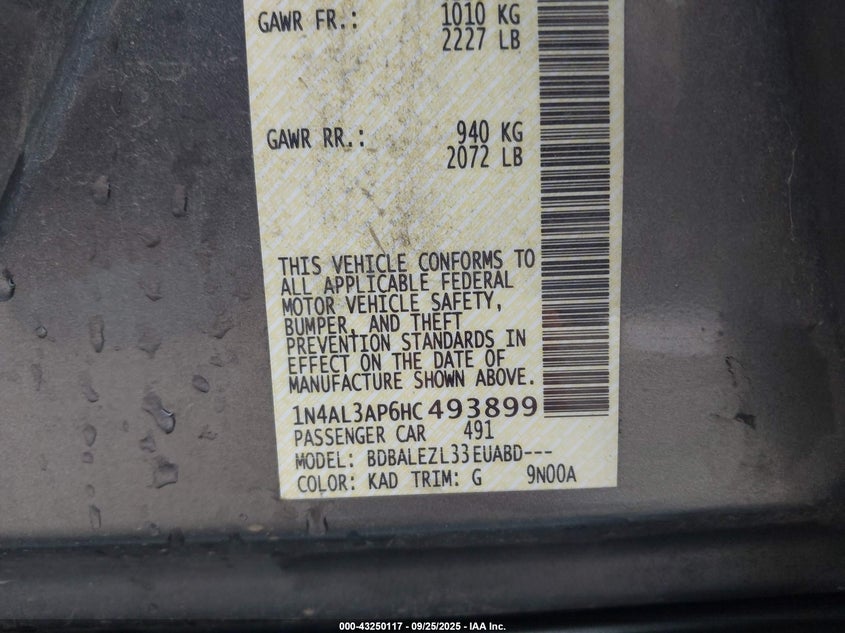 GAWR FR.: 1010 KG
2227 LB
GAWR RR.: 940 KG
2072 LB
THIS VEHICLE CONFORMS TO
ALL APPLICABLE FEDERAL
MOTOR VEHICLE SAFETY,
BUMPER, AND THEFT
PREVENTION STANDARDS IN
EFFECT ON THE DATE OF
MANUFACTURE SHOWN ABOVE.
1N4AL3AP6HC493899
PASSENGER CAR 491
MODEL: BDBALEZL33EUABD---
COLOR: KAD TRIM: G 9N00A
000-43250117 - 09/25/2025 - IAA Inc.